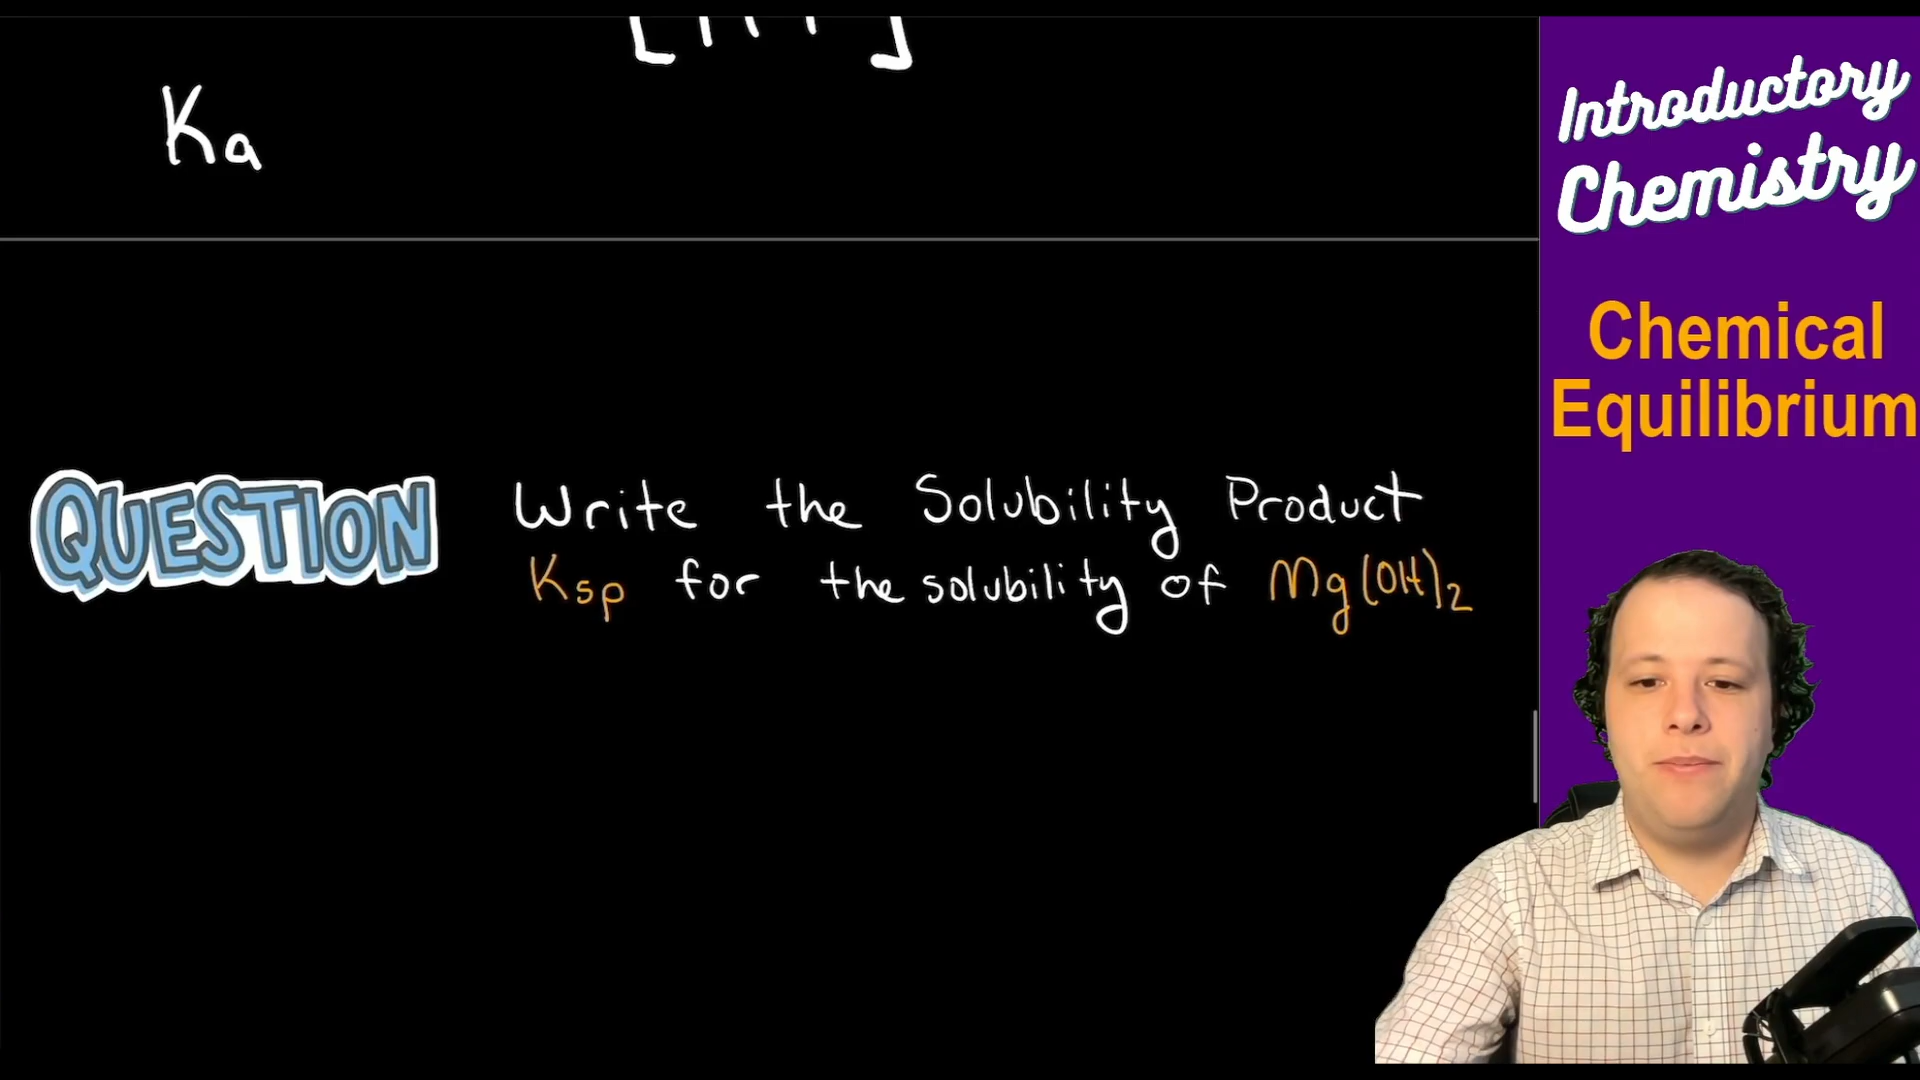 Ka
QUESTION
Write the Solubility Product
Ksp for the solubility of Mg(OH)2
Introductory
Chemistry
Chemical
Equilibrium